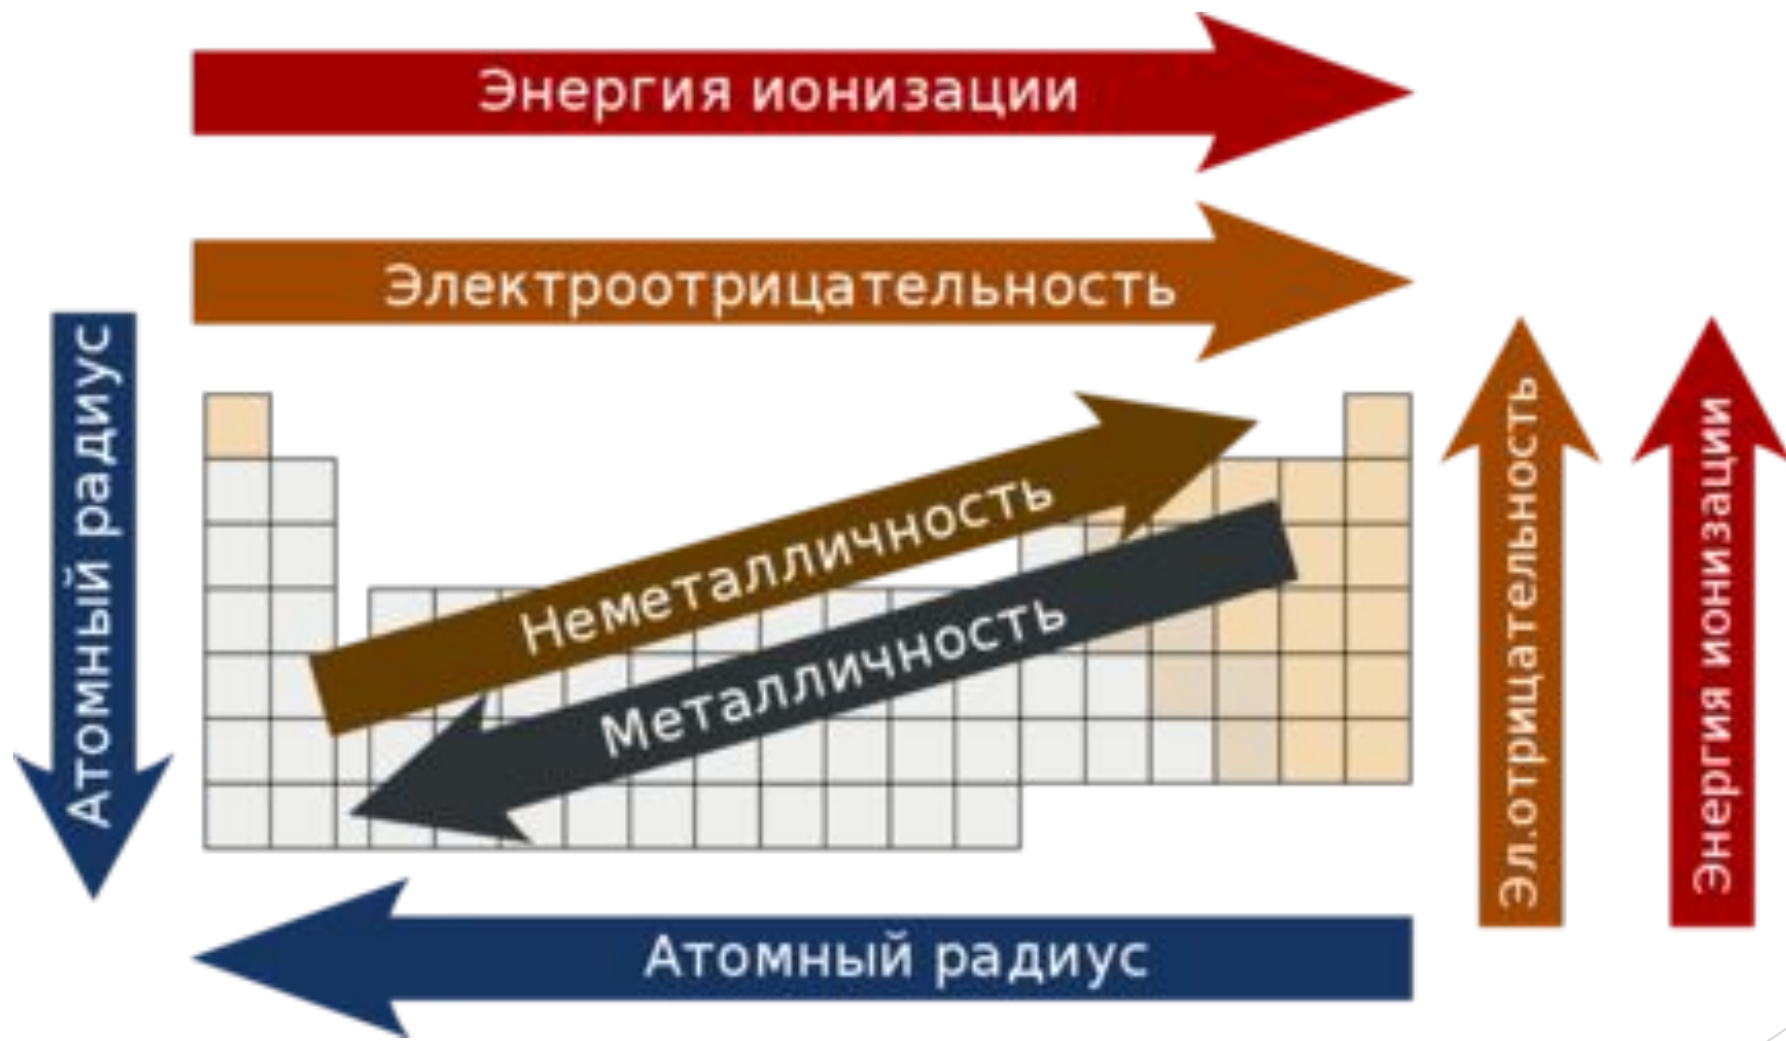 Энергия ионизации
Электроотрицательность
Атомный радиус
Неметалличность
Металличность
Эл.отрицательность
Энергия ионизации
Атомный радиус